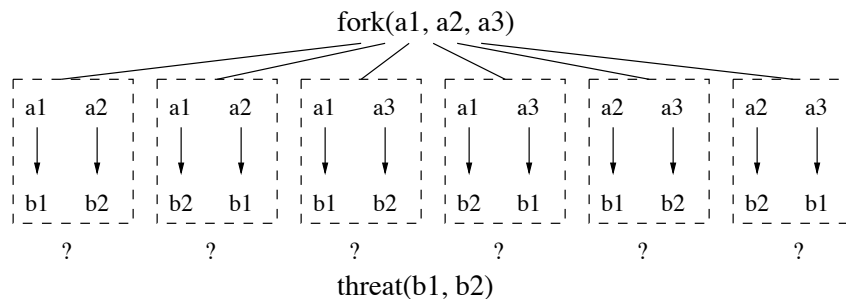 fork(a1, a2, a3)
a1 a2 a1 a2 a1 a3 a1 a3 a2 a3 a2 a3
b1 b2 b2 b1 b1 b2 b2 b1 b1 b2 b2 b1
? ? ? ? ? ?
threat(b1, b2)